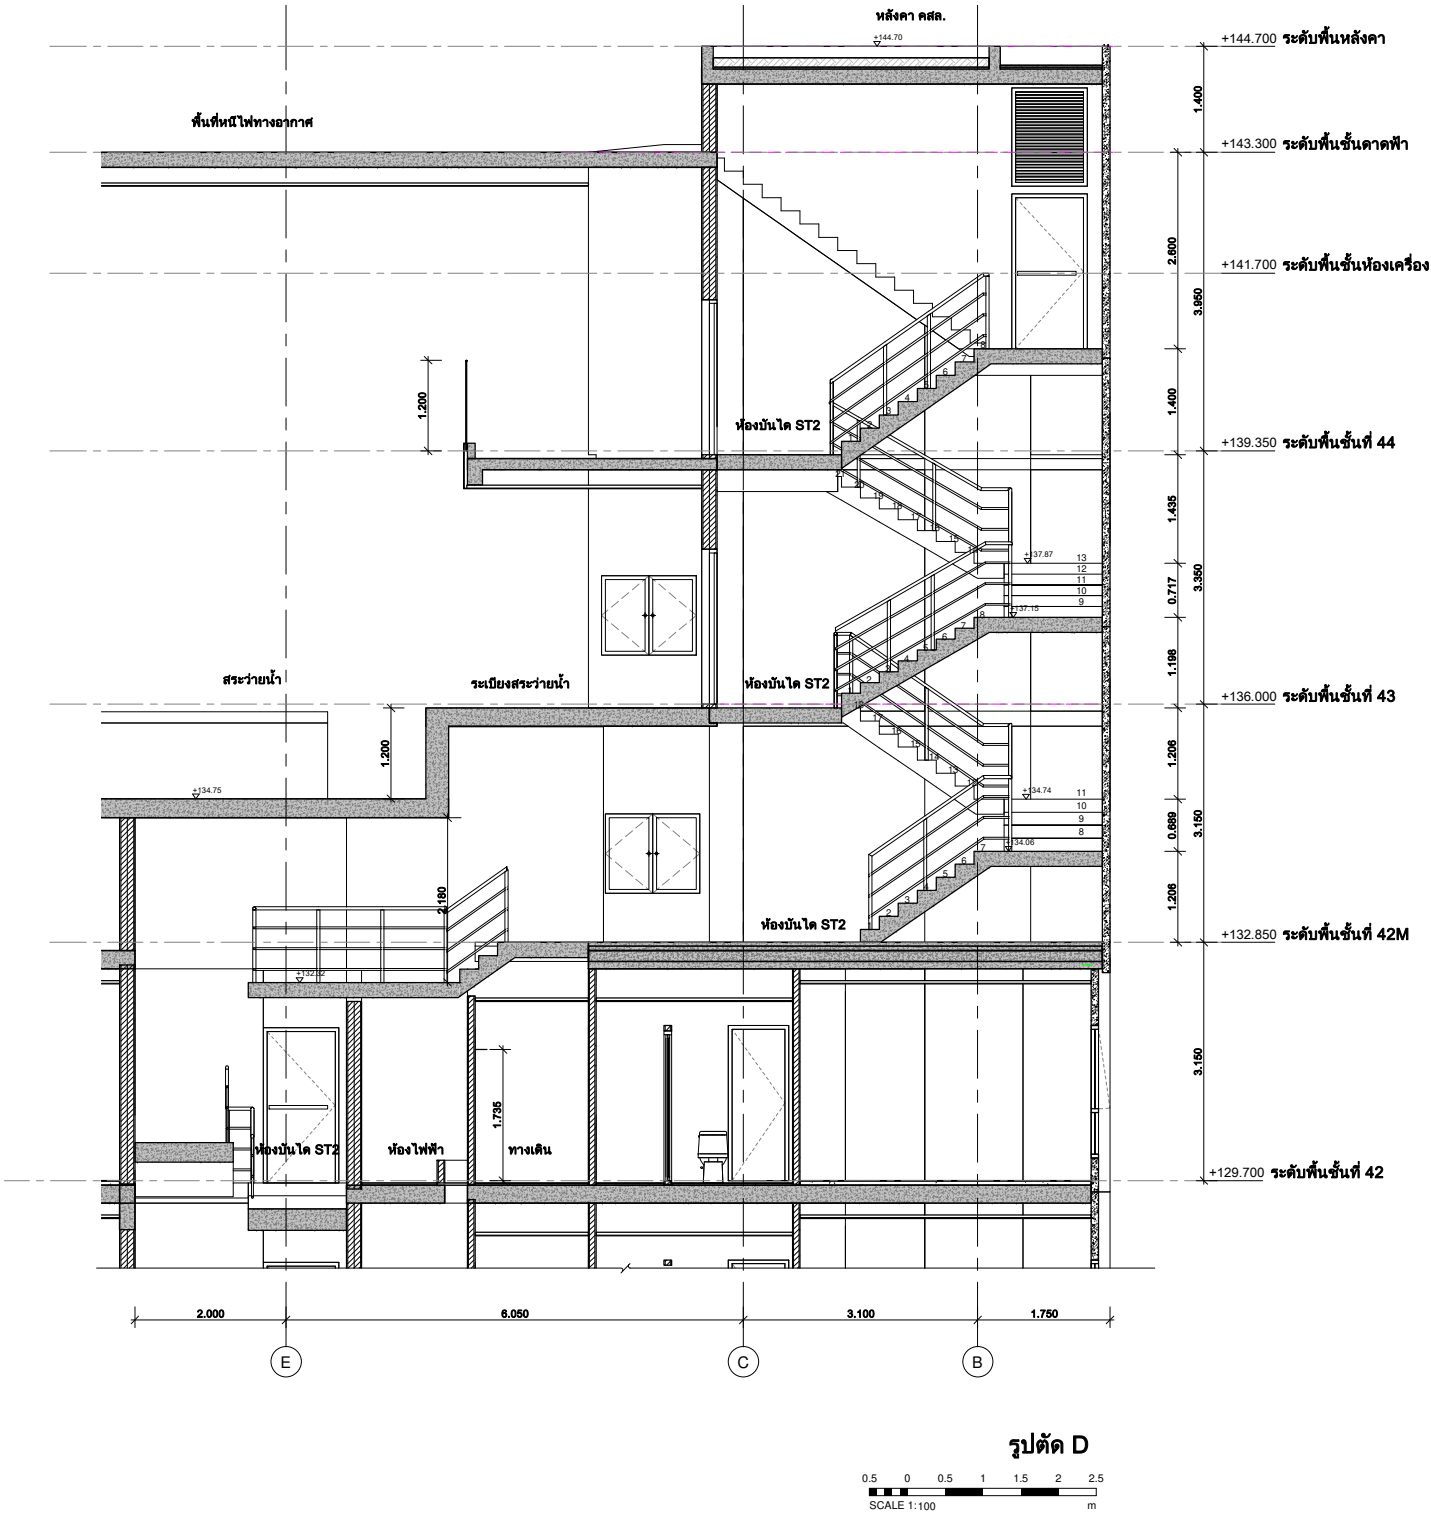 หลังคา คสล.
+144.70
+144.700 ระดับพื้นหลังคา
1.400
พื้นที่หนีไฟทางอากาศ
+143.300 ระดับพื้นชั้นดาดฟ้า
2.600
+141.700 ระดับพื้นชั้นห้องเครื่อง
3.950
1.200
1.400
ห้องบันได ST2
+139.350 ระดับพื้นชั้นที่ 44
1.435
+137.87
13
12
11
10
9
0.717
3.350
+137.15
1.198
สระว่ายน้ำ
ระเบียงสระว่ายน้ำ
ห้องบันได ST2
+136.000 ระดับพื้นชั้นที่ 43
1.200
1.206
+134.75
+134.74
11
10
9
8
0.689
3.150
+134.06
7
6
5
4
3
2
2.180
1.206
ห้องบันได ST2
+132.850 ระดับพื้นชั้นที่ 42M
+132.32
3.150
1.735
ห้องบันได ST2
ห้องไฟฟ้า
ทางเดิน
+129.700 ระดับพื้นชั้นที่ 42
2.000
6.050
3.100
1.750
E
C
B
รูปตัด D
0.5 0 0.5 1 1.5 2 2.5
SCALE 1:100 m